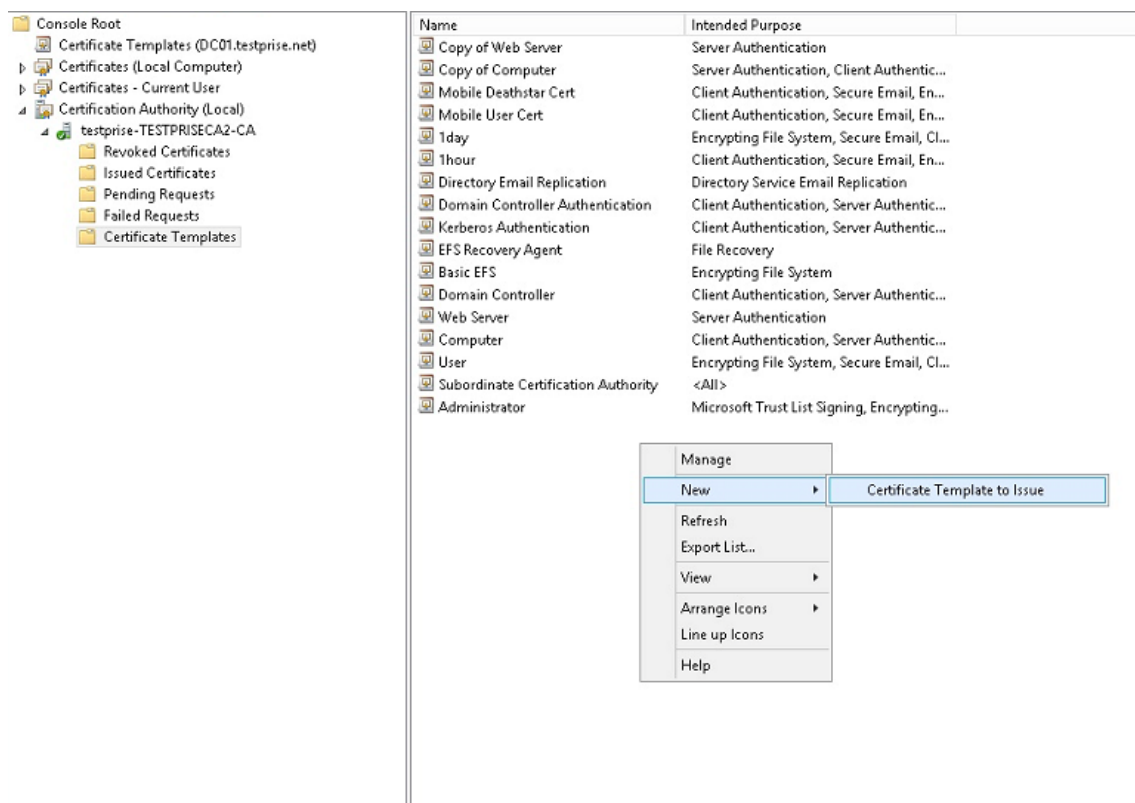 Console Root
Certificate Templates (DC01.testprise.net)
Certificates (Local Computer)
Certificates - Current User
Certification Authority (Local)
testprise-TESTPRISECA2-CA
Revoked Certificates
Issued Certificates
Pending Requests
Failed Requests
Certificate Templates
Name Intended Purpose
Copy of Web Server Server Authentication
Copy of Computer Server Authentication, Client Authentic...
Mobile Deathstar Cert Client Authentication, Secure Email, En...
Mobile User Cert Client Authentication, Secure Email, En...
1day Encrypting File System, Secure Email, Cl...
1hour Client Authentication, Secure Email, En...
Directory Email Replication Directory Service Email Replication
Domain Controller Authentication Client Authentication, Server Authentic...
Kerberos Authentication Client Authentication, Server Authentic...
EFS Recovery Agent File Recovery
Basic EFS Encrypting File System
Domain Controller Client Authentication, Server Authentic...
Web Server Server Authentication
Computer Client Authentication, Server Authentic...
User Encrypting File System, Secure Email, Cl...
Subordinate Certification Authority <All>
Administrator Microsoft Trust List Signing, Encrypting...
Manage
New Certificate Template to Issue
Refresh
Export List...
View
Arrange Icons
Line up Icons
Help